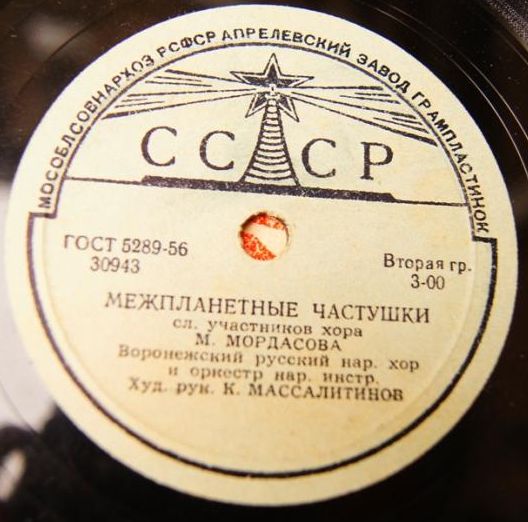 МОСОБЛСОВНАРХОЗ РСФСР АПРЕЛЕВСКИЙ ЗАВОД ГРАМПЛАСТИНОК
СССР
ГОСТ 5289-56
30943
Вторая гр.
3-00
МЕЖПЛАНЕТНЫЕ ЧАСТУШКИ
сл. участников хора
М. МОРДАСОВА
Воронежский русский нар. хор
и оркестр нар. инстр.
Худ. рук. К. МАССАЛИТИНОВ